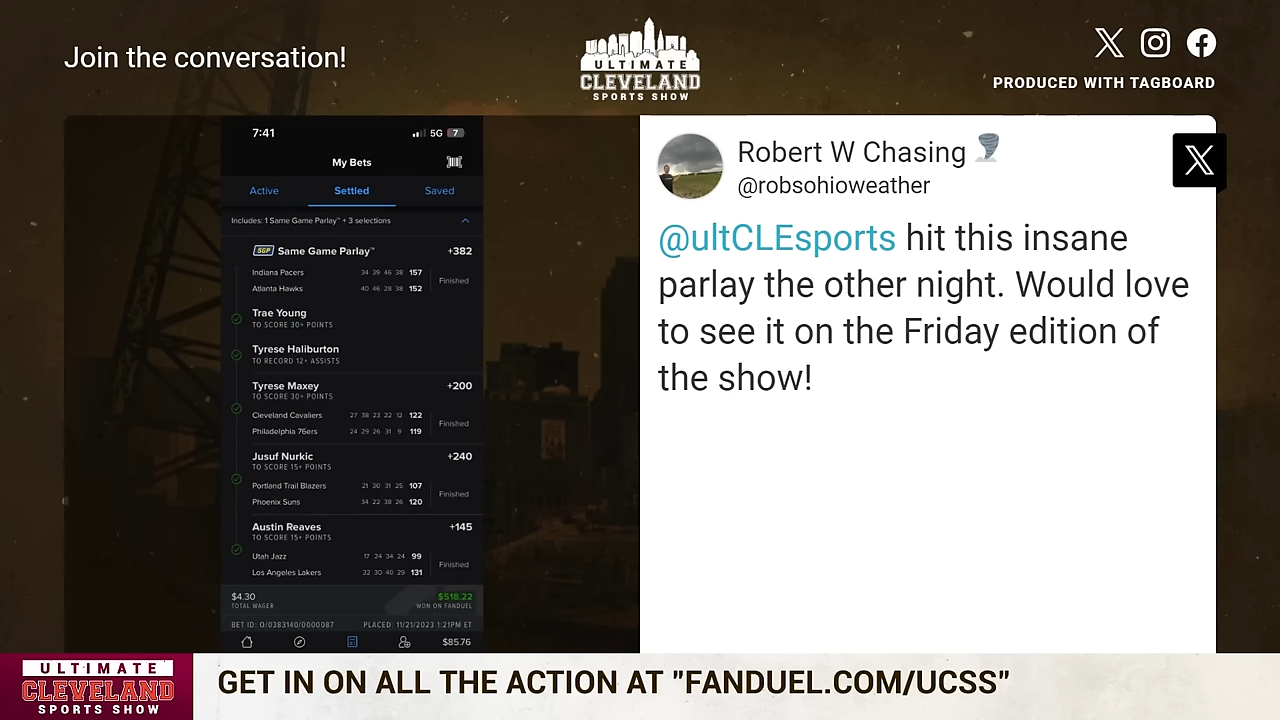 Join the conversation!
ULTIMATE
CLEVELAND
SPORTS SHOW
PRODUCED WITH TAGBOARD
7:41
5G 7
My Bets
Active Settled Saved
Includes: 1 Same Game Parlay™ + 3 selections
SGP Same Game Parlay™ +382
Indiana Pacers 34 39 46 38 157
Finished
Atlanta Hawks 40 46 28 38 152
Trae Young
TO SCORE 30+ POINTS
Tyrese Haliburton
TO RECORD 12+ ASSISTS
Tyrese Maxey +200
TO SCORE 30+ POINTS
Cleveland Cavaliers 27 38 23 22 12 122
Finished
Philadelphia 76ers 24 29 26 31 9 119
Jusuf Nurkic +240
TO SCORE 15+ POINTS
Portland Trail Blazers 21 30 31 25 107
Finished
Phoenix Suns 34 22 38 26 120
Austin Reaves +145
TO SCORE 15+ POINTS
Utah Jazz 17 24 34 24 99
Finished
Los Angeles Lakers 32 30 40 29 131
$4.30 $518.22
TOTAL WAGER WON ON FANDUEL
BET ID: O/0383140/0000087 PLACED: 11/21/2023 1:21PM ET
$85.76
Robert W Chasing
@robsohioweather
@ultCLEsports hit this insane
parlay the other night. Would love
to see it on the Friday edition of
the show!
ULTIMATE
CLEVELAND
SPORTS SHOW
GET IN ON ALL THE ACTION AT "FANDUEL.COM/UCSS"